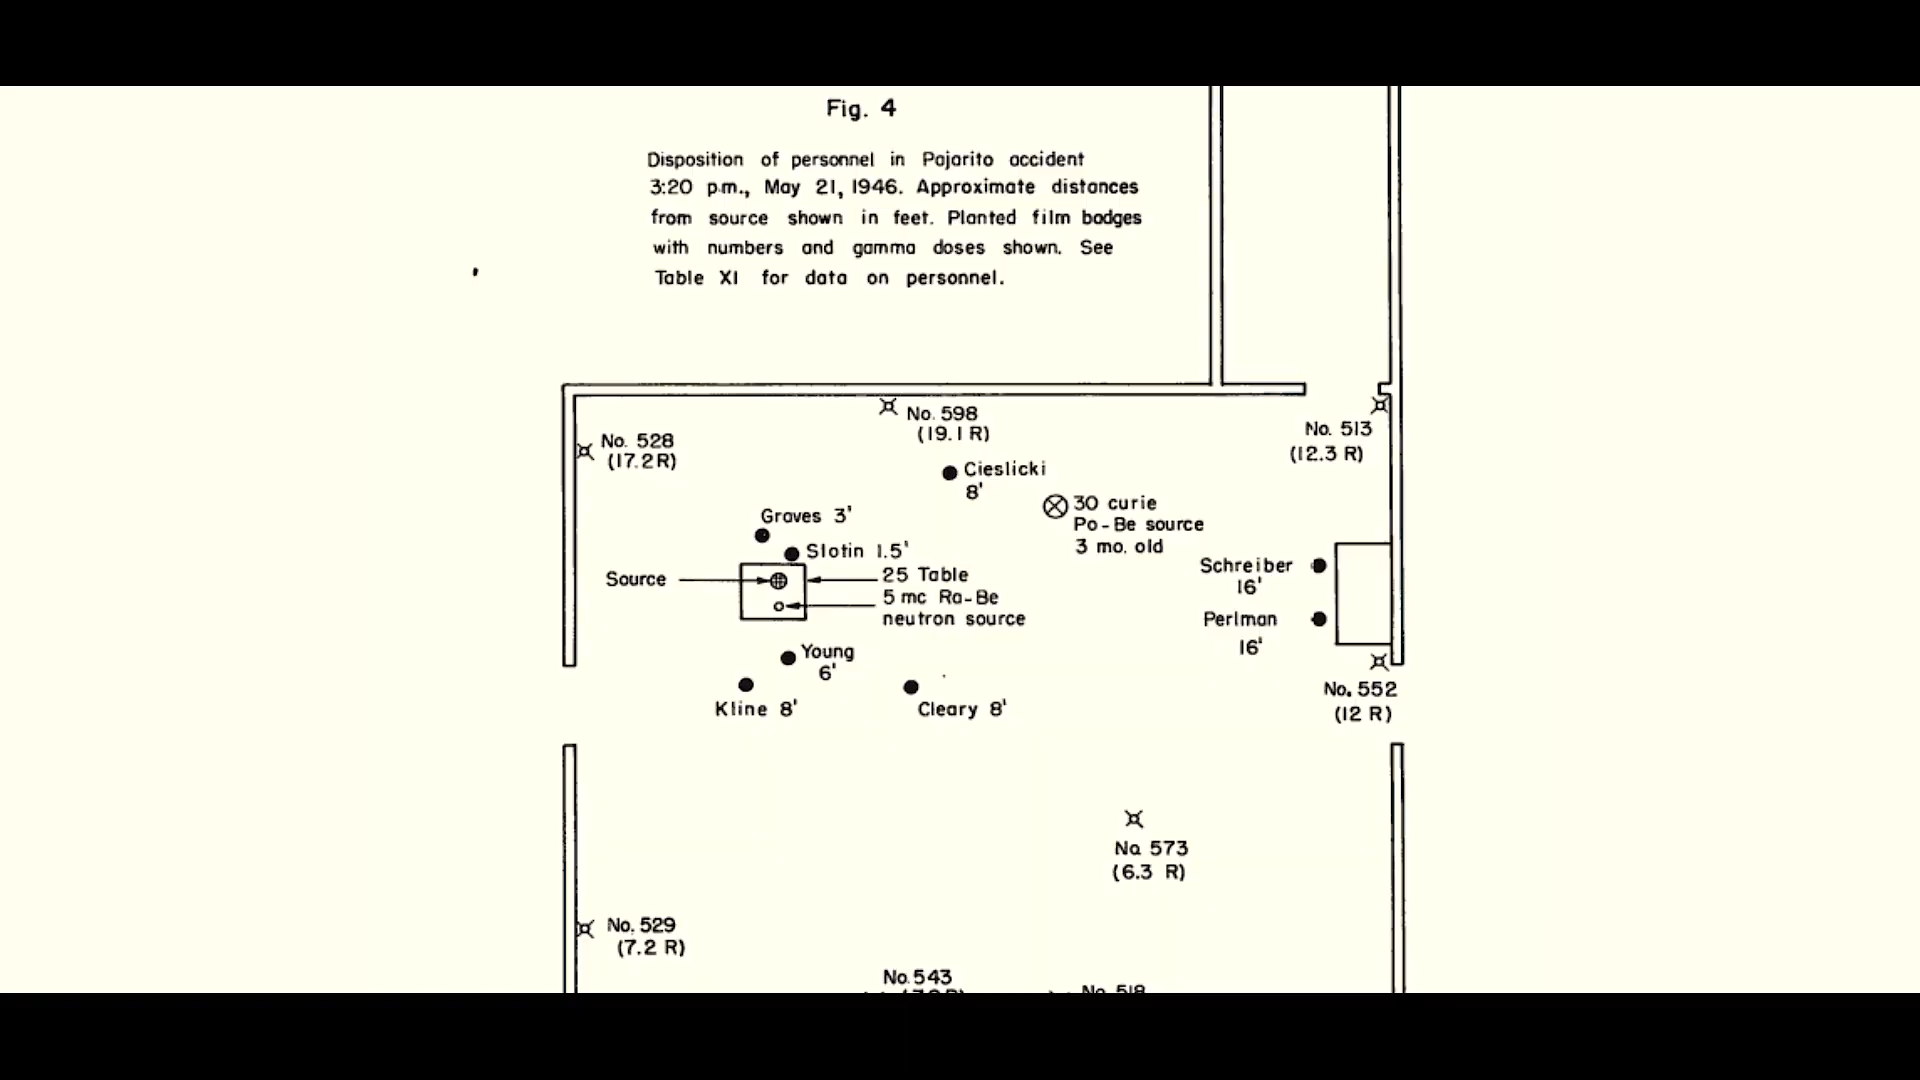 Fig. 4
Disposition of personnel in Pajarito accident
3:20 p.m., May 21, 1946. Approximate distances
from source shown in feet. Planted film badges
with numbers and gamma doses shown. See
Table XI for data on personnel.
No. 598
(19.1 R)
No. 513
(12.3 R)
No. 528
(17.2 R)
Cieslicki
8'
30 curie
Po-Be source
3 mo. old
Graves 3'
Slotin 1.5'
Source
25 Table
5 mc Ra-Be
neutron source
Schreiber
16'
Perlman
16'
Young
6'
Kline 8'
Cleary 8'
No. 552
(12 R)
No. 573
(6.3 R)
No. 529
(7.2 R)
No. 543
No. 518